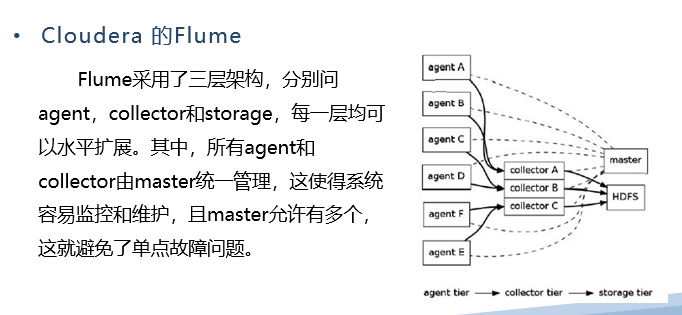 • Cloudera 的Flume
Flume采用了三层架构，分别问
agent，collector和storage，每一层均可
以水平扩展。其中，所有agent和
collector由master统一管理，这使得系统
容易监控和维护，且master允许有多个，
这就避免了单点故障问题。
agent A
agent B
agent C
agent D
agent F
agent E
collector A
collector B
collector C
master
HDFS
agent tier → collector tier → storage tier